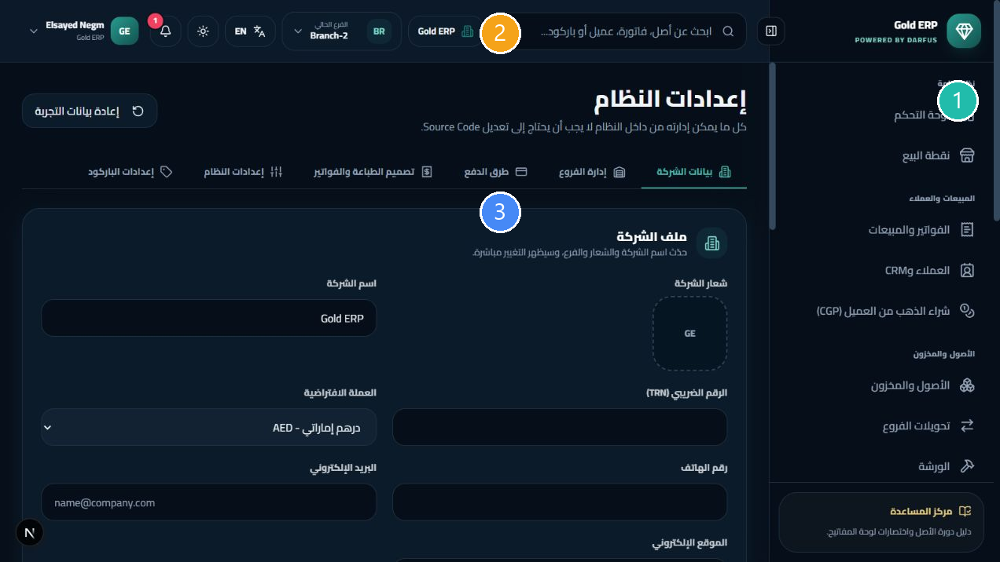 Gold ERP
POWERED BY DARFUS
ابحث عن أصل، فاتورة، عميل أو باركود...
2
Gold ERP
BR
الفرع الحالي
Branch-2
EN
1
GE
Elsayed Negm
Gold ERP
1
لوحة التحكم
نقطة البيع
المبيعات والعملاء
الفواتير والمبيعات
العملاء وCRM
شراء الذهب من العميل (CGP)
الأصول والمخزون
الأصول والمخزون
تحويلات الفروع
الورشة
مركز المساعدة
دليل دورة الأصل واختصارات لوحة المفاتيح.
إعدادات النظام
كل ما يمكن إدارته من داخل النظام لا يجب أن يحتاج إلى تعديل Source Code.
إعادة بيانات التجربة
بيانات الشركة
إدارة الفروع
طرق الدفع
تصميم الطباعة والفواتير
إعدادات النظام
إعدادات الباركود
3
ملف الشركة
حدّث اسم الشركة والشعار والفرع، وسيظهر التغيير مباشرة.
شعار الشركة
GE
اسم الشركة
Gold ERP
الرقم الضريبي (TRN)
العملة الافتراضية
درهم إماراتي - AED
رقم الهاتف
البريد الإلكتروني
name@company.com
الموقع الإلكتروني
N